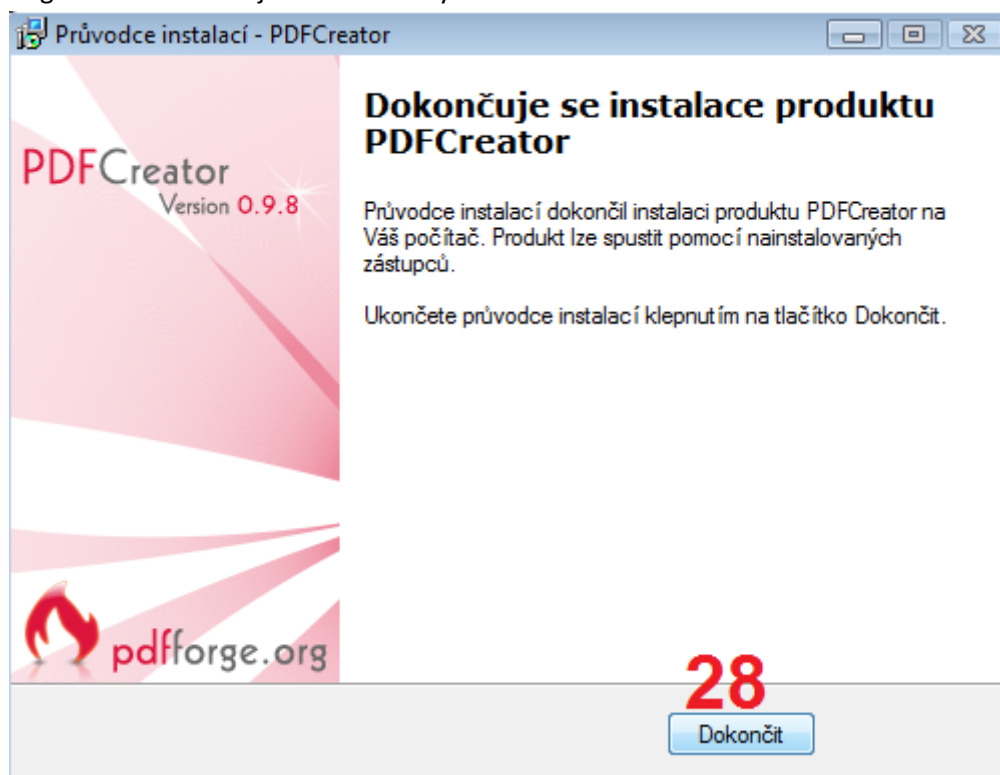 Průvodce instalací - PDFCreator
PDFCreator
Version 0.9.8
Dokončuje se instalace produktu
PDFCreator
Průvodce instalací dokončil instalaci produktu PDFCreator na
Váš počítač. Produkt lze spustit pomocí nainstalovaných
zástupců.
Ukončete průvodce instalací klepnutím na tlačítko Dokončit.
pdfforge.org
28
Dokončit